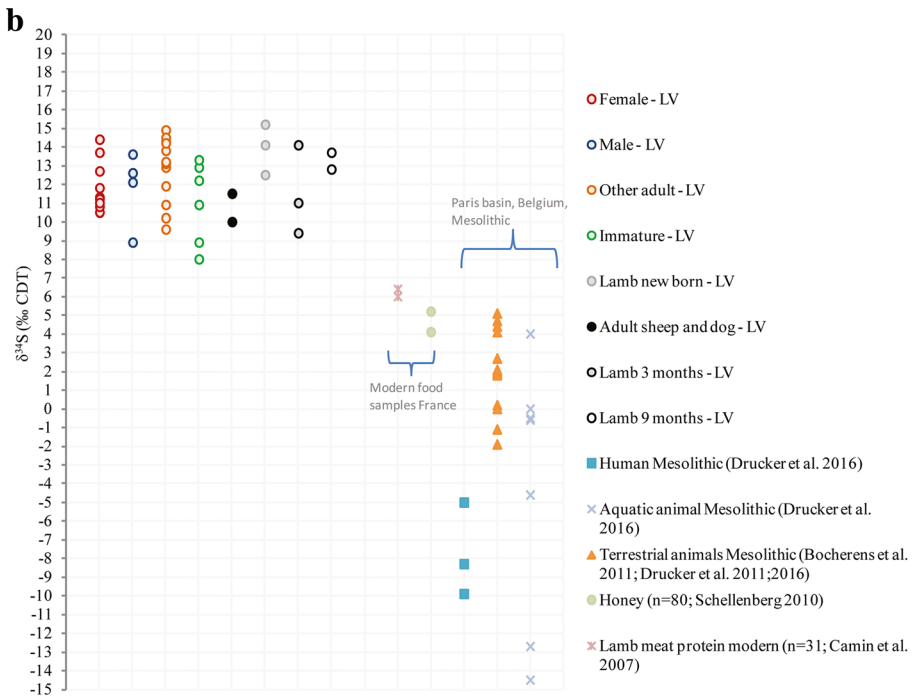 b
20
19
18
17
16
15
14
13
12
11
10
9
8
7
6
5
4
3
2
1
0
-1
-2
-3
-4
-5
-6
-7
-8
-9
-10
-11
-12
-13
-14
-15
δ34S (‰ CDT)
Paris basin, Belgium,
Mesolithic
Modern food
samples France
Female - LV
Male - LV
Other adult - LV
Immature - LV
Lamb new born - LV
Adult sheep and dog - LV
Lamb 3 months - LV
Lamb 9 months - LV
Human Mesolithic (Drucker et al. 2016)
Aquatic animal Mesolithic (Drucker et al.
2016)
Terrestrial animals Mesolithic (Bocherens et al.
2011; Drucker et al. 2011;2016)
Honey (n=80; Schellenberg 2010)
Lamb meat protein modern (n=31; Camin et al.
2007)